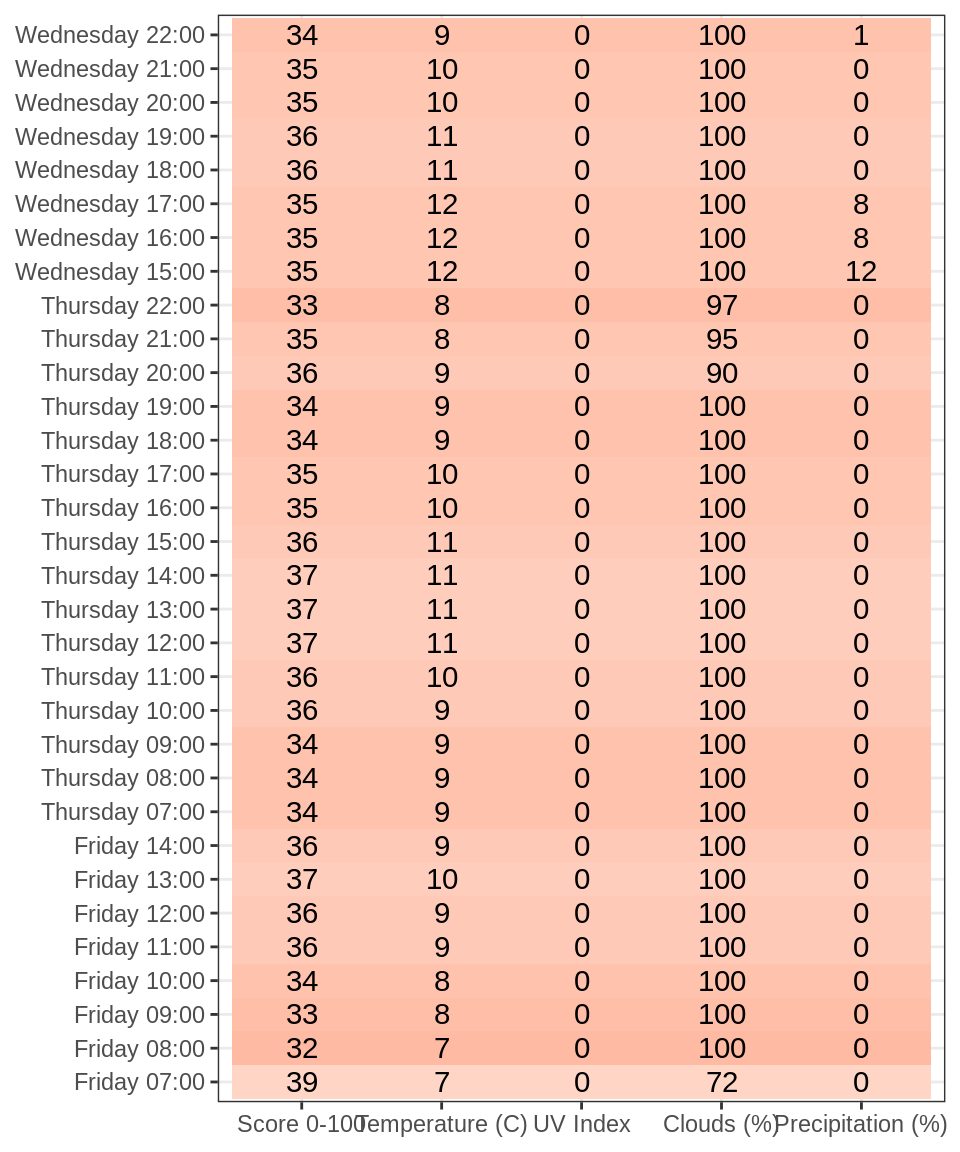 Wednesday 22:00 34 9 0 100 1
Wednesday 21:00 35 10 0 100 0
Wednesday 20:00 35 10 0 100 0
Wednesday 19:00 36 11 0 100 0
Wednesday 18:00 36 11 0 100 0
Wednesday 17:00 35 12 0 100 8
Wednesday 16:00 35 12 0 100 8
Wednesday 15:00 35 12 0 100 12
Thursday 22:00 33 8 0 97 0
Thursday 21:00 35 8 0 95 0
Thursday 20:00 36 9 0 90 0
Thursday 19:00 34 9 0 100 0
Thursday 18:00 34 9 0 100 0
Thursday 17:00 35 10 0 100 0
Thursday 16:00 35 10 0 100 0
Thursday 15:00 36 11 0 100 0
Thursday 14:00 37 11 0 100 0
Thursday 13:00 37 11 0 100 0
Thursday 12:00 37 11 0 100 0
Thursday 11:00 36 10 0 100 0
Thursday 10:00 36 9 0 100 0
Thursday 09:00 34 9 0 100 0
Thursday 08:00 34 9 0 100 0
Thursday 07:00 34 9 0 100 0
Friday 14:00 36 9 0 100 0
Friday 13:00 37 10 0 100 0
Friday 12:00 36 9 0 100 0
Friday 11:00 36 9 0 100 0
Friday 10:00 34 8 0 100 0
Friday 09:00 33 8 0 100 0
Friday 08:00 32 7 0 100 0
Friday 07:00 39 7 0 72 0
Score 0-100 Temperature (C) UV Index Clouds (%) Precipitation (%)